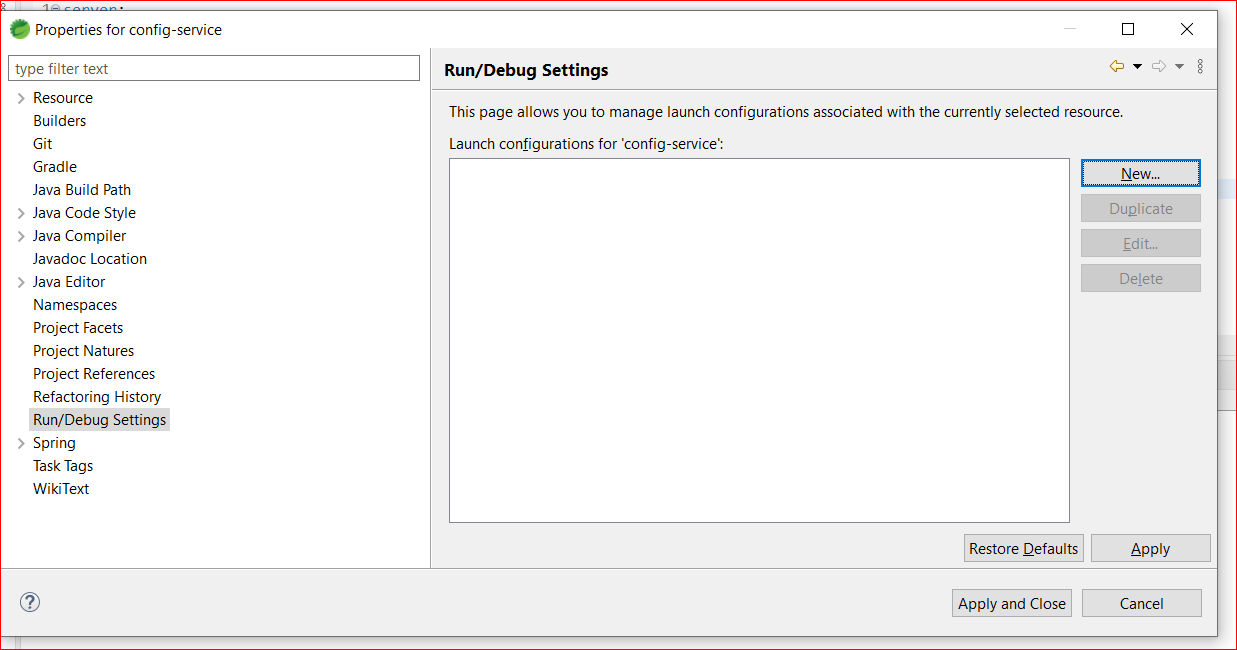 Properties for config-service
type filter text
Resource
Builders
Git
Gradle
Java Build Path
Java Code Style
Java Compiler
Javadoc Location
Java Editor
Namespaces
Project Facets
Project Natures
Project References
Refactoring History
Run/Debug Settings
Spring
Task Tags
WikiText
Run/Debug Settings
This page allows you to manage launch configurations associated with the currently selected resource.
Launch configurations for 'config-service':
New...
Duplicate
Edit...
Delete
Restore Defaults
Apply
?
Apply and Close
Cancel